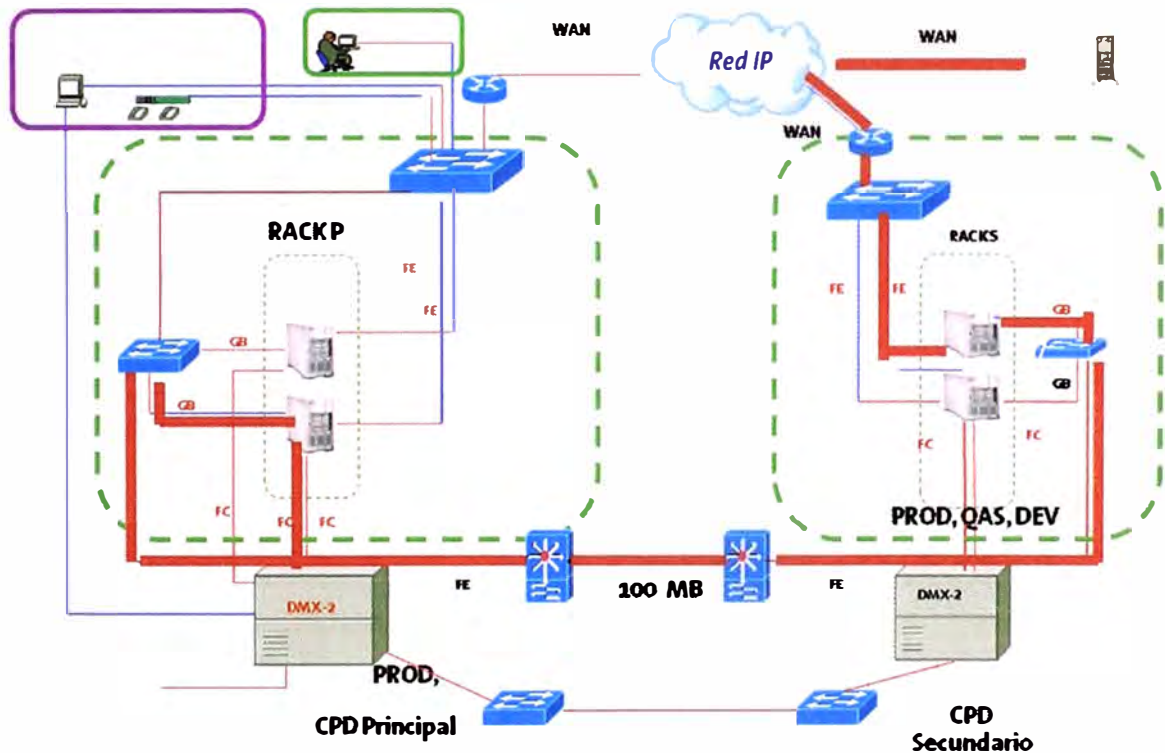 WAN
Red IP
WAN
WAN
RACK P
RACKS
FE
FE
FE
FE
GB
GB
GB
GB
FC
FC
FC
FC
FC
PROD, QAS, DEV
FE
100 MB
FE
DMX-2
DMX-2
PROD,
CPD Principal
CPD
Secundario